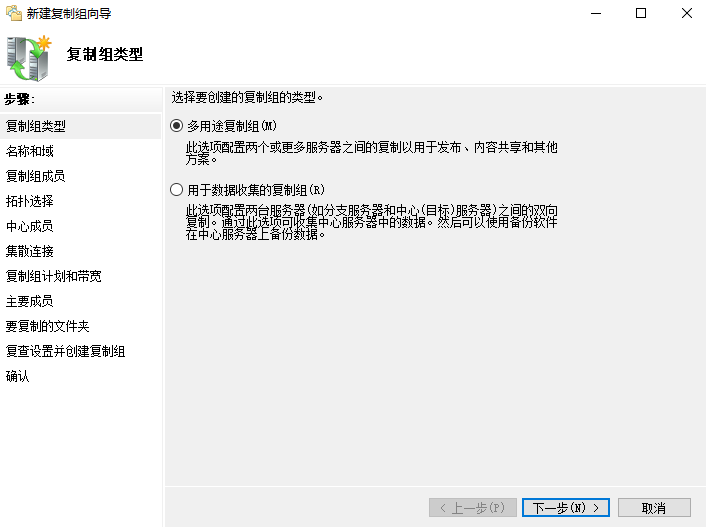 新建复制组向导
复制组类型
步骤:
复制组类型
名称和域
复制组成员
拓扑选择
中心成员
集散连接
复制组计划和带宽
主要成员
要复制的文件夹
复查设置并创建复制组
确认
选择要创建的复制组的类型。
多用途复制组(M)
此选项配置两个或更多服务器之间的复制以用于发布、内容共享和其他
方案。
用于数据收集的复制组(R)
此选项配置两台服务器(如分支服务器和中心(目标)服务器)之间的双向
复制。通过此选项可收集中心服务器中的数据。然后可以使用备份软件
在中心服务器上备份数据。
< 上一步(P)
下一步(N) >
取消